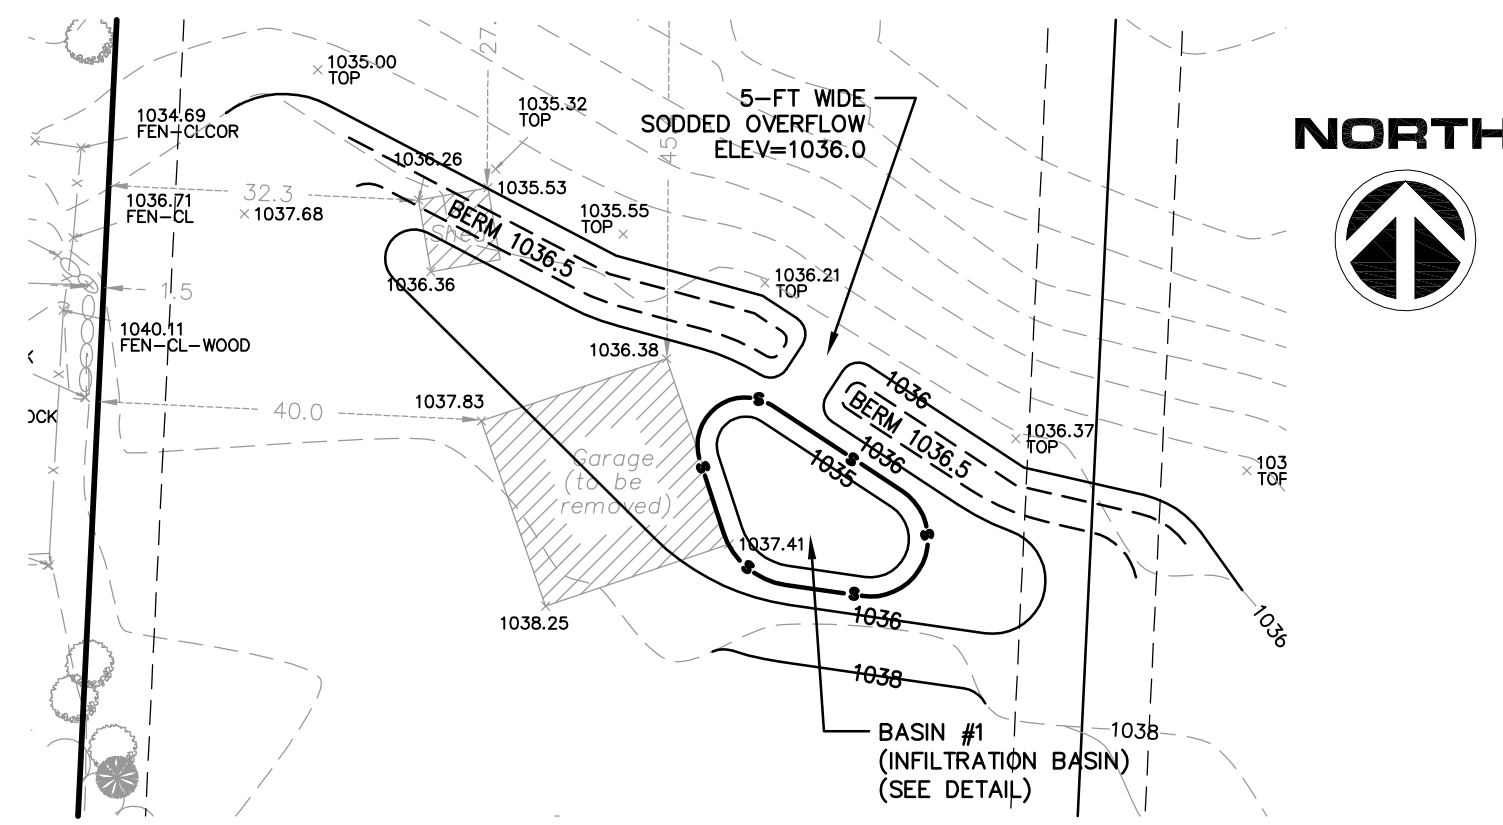 27.
1035.00
TOP
NORTH
5-FT WIDE
SODDED OVERFLOW
ELEV=1036.0
1035.32
TOP
1034.69
FEN-CLCOR
45
1036.26
32.3
1035.53
1036.71
FEN-CL
1037.68
1035.55
TOP
BERM 1036.5
Shed
1036.36
1036.21
TOP
1.5
1040.11
FEN-CL-WOOD
K
1036.38
1036
BERM 1036.5
1037.83
40.0
OCK
1036.37
TOP
1036
1035
103
TOP
Garage
(to be
removed)
1037.41
1038.25
1036
1036
1038
BASIN #1
(INFILTRATION BASIN)
(SEE DETAIL)
1038
S
S
S
S
S
S